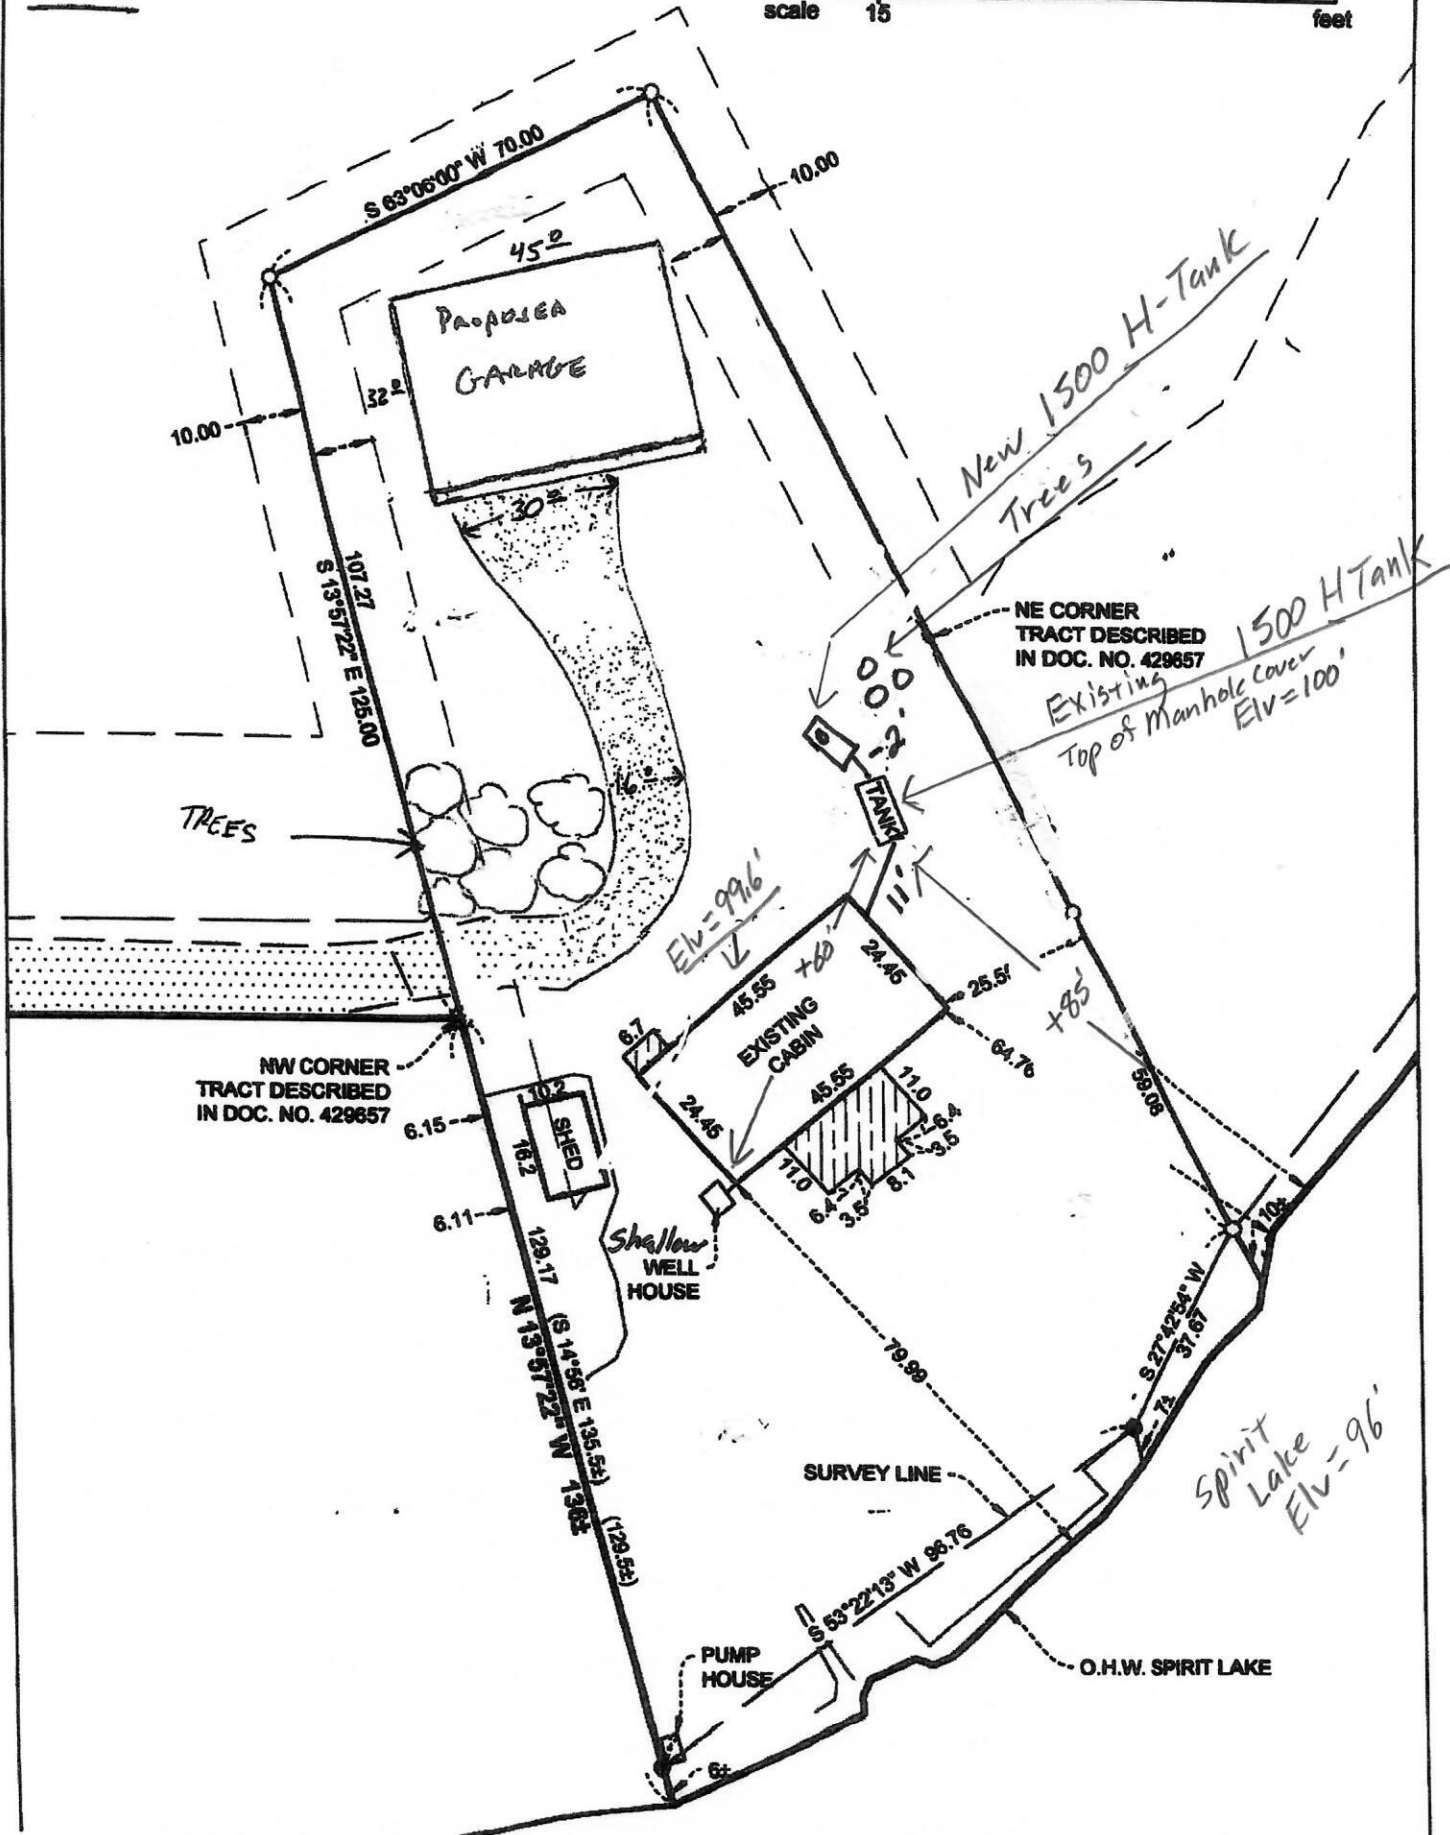 scale 15 feet
S 63°06'00" W 70.00
10.00
45º
PROPOSED
GARAGE
32º
10.00
30º
New 1500 H-Tank
Trees
107.27
S 13°57'22" E 125.00
NE CORNER
TRACT DESCRIBED
IN DOC. NO. 429657
Existing 1500 H Tank
Top of Manhole cover
Elv=100'
-2-
TANK
16º
TREES
11'
Elv=99.6'
+60'
45.55
24.45
25.5'
+85'
EXISTING
CABIN
6.7
64.76
NW CORNER
TRACT DESCRIBED
IN DOC. NO. 429657
45.55
11.0
59.08
24.45
10.2
SHED
16.2
6.15
6.4
3.5
11.0
8.1
6.4
3.5
6.11
Shallow
WELL
HOUSE
10±
129.17
(S 14°56' E 135.5±)
N 13°57'22" W 136±
(129.5±)
79.99
S 27°42'54" W
37.67
7±
Spirit
Lake
Elv=96'
SURVEY LINE
S 53°22'13" W 96.76
PUMP
HOUSE
O.H.W. SPIRIT LAKE
6±